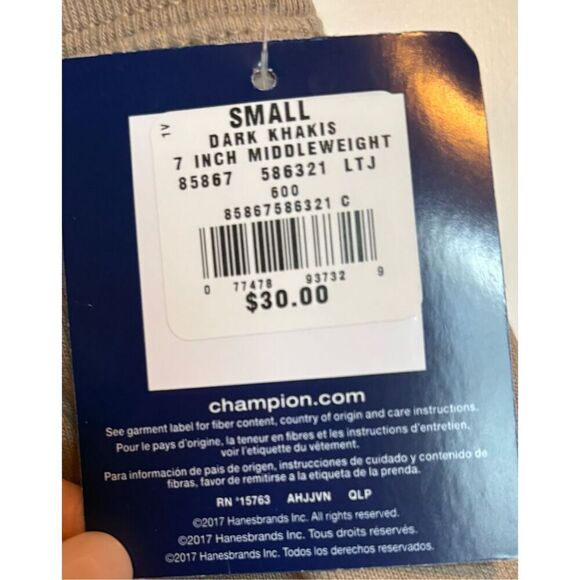 1V
SMALL
DARK KHAKIS
7 INCH MIDDLEWEIGHT
85867 586321 LTJ
600
85867586321 C
0 77478 93732 9
$30.00
champion.com
See garment label for fiber content, country of origin and care instructions.
Pour le pays d'origine, la teneur en fibres et les instructions d'entretien,
voir l'etiquette du vêtement.
Para información de pais de origen, instrucciones de cuidado y contenido de
fibras, favor de remitirse a la etiqueta de la prenda.
RN *15763 AHJJVN QLP
©2017 Hanesbrands Inc. All rights reserved.
©2017 Hanesbrands Inc. Tous droits réservés.
©2017 Hanesbrands Inc. Todos los derechos reservados.